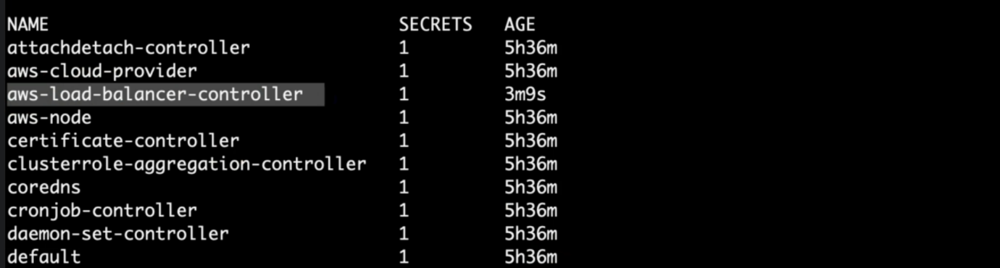 NAME SECRETS AGE
attachdetach-controller 1 5h36m
aws-cloud-provider 1 5h36m
aws-load-balancer-controller 1 3m9s
aws-node 1 5h36m
certificate-controller 1 5h36m
clusterrole-aggregation-controller 1 5h36m
coredns 1 5h36m
cronjob-controller 1 5h36m
daemon-set-controller 1 5h36m
default 1 5h36m